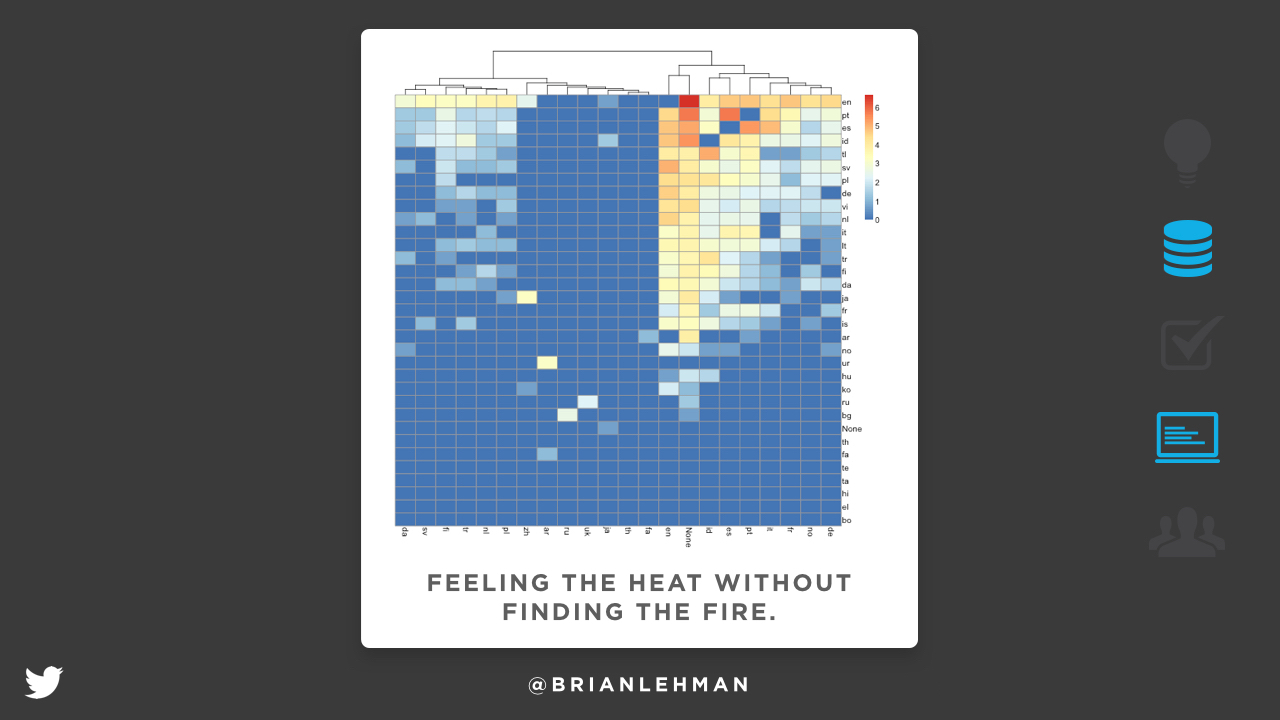 en
6
pt
5
es
id
4
tl
3
sv
pl
2
de
vi
1
nl
0
it
lt
tr
fi
da
ja
fr
is
ar
no
ur
hu
ko
ru
bg
None
th
fa
te
ta
hi
el
bo
da
sv
fi
tr
nl
pl
zh
ar
ru
uk
ja
th
fa
en
None
id
es
pt
it
fr
no
de
FEELING THE HEAT WITHOUT
FINDING THE FIRE.
@BRIANLEHMAN